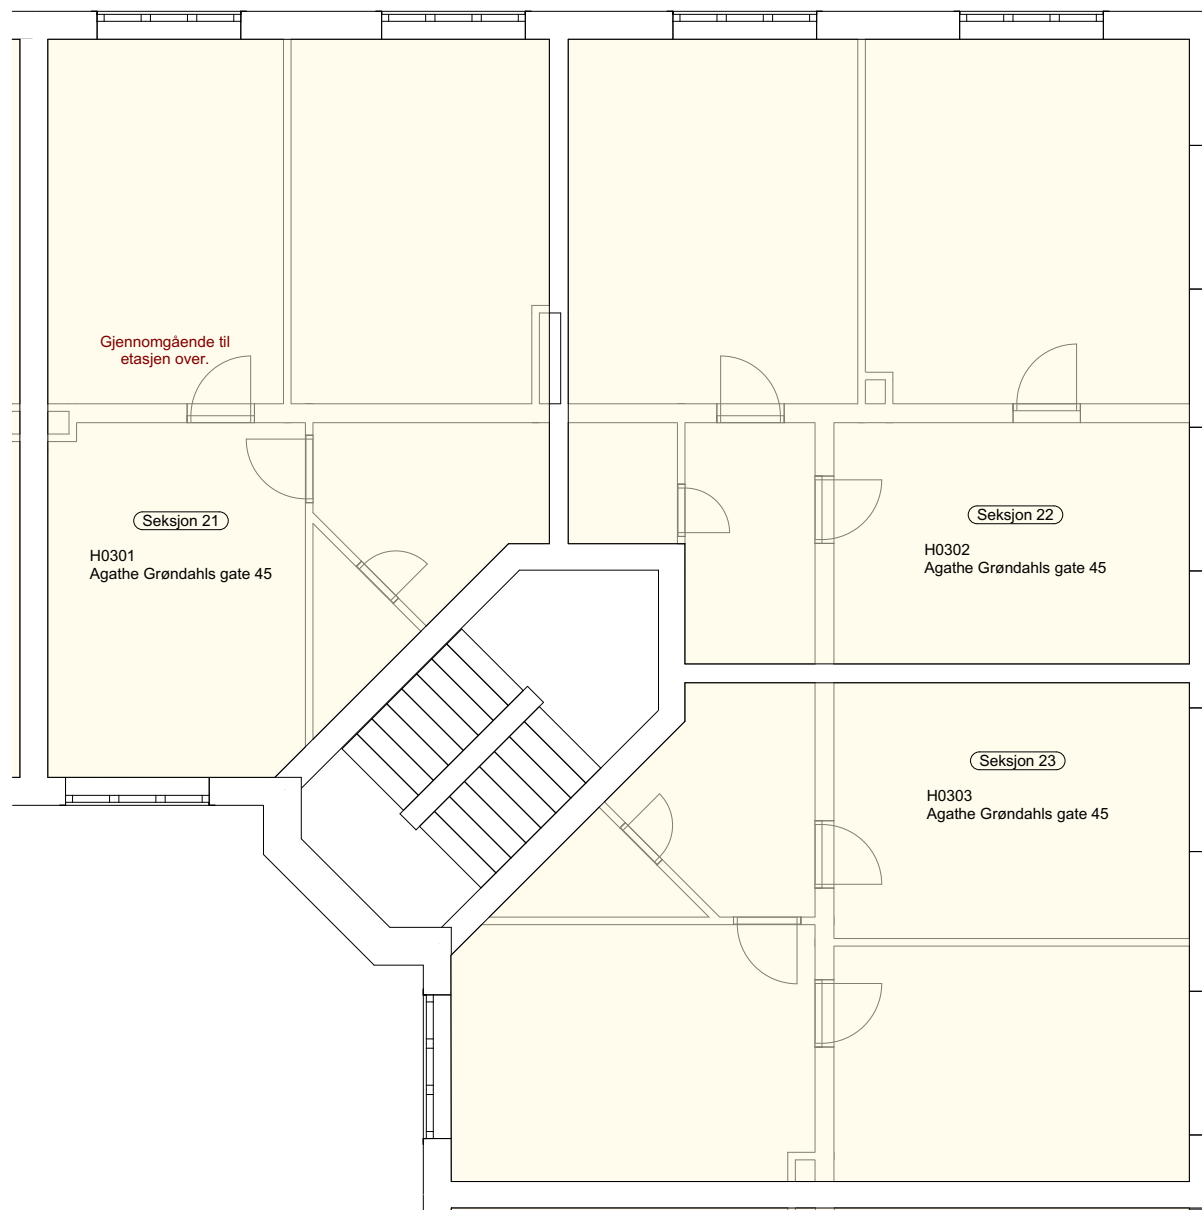 Gjennomgående til
etasjen over.
Seksjon 21
H0301
Agathe Grøndahls gate 45
Seksjon 22
H0302
Agathe Grøndahls gate 45
Seksjon 23
H0303
Agathe Grøndahls gate 45